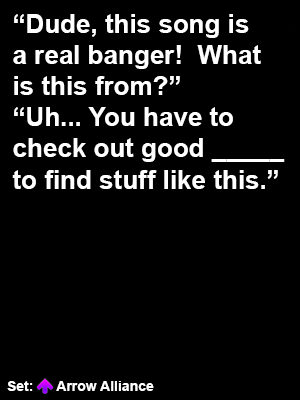 “Dude, this song is
a real banger!  What
is this from?”
“Uh... You have to
check out good _____
to find stuff like this.”
Set: Arrow Alliance